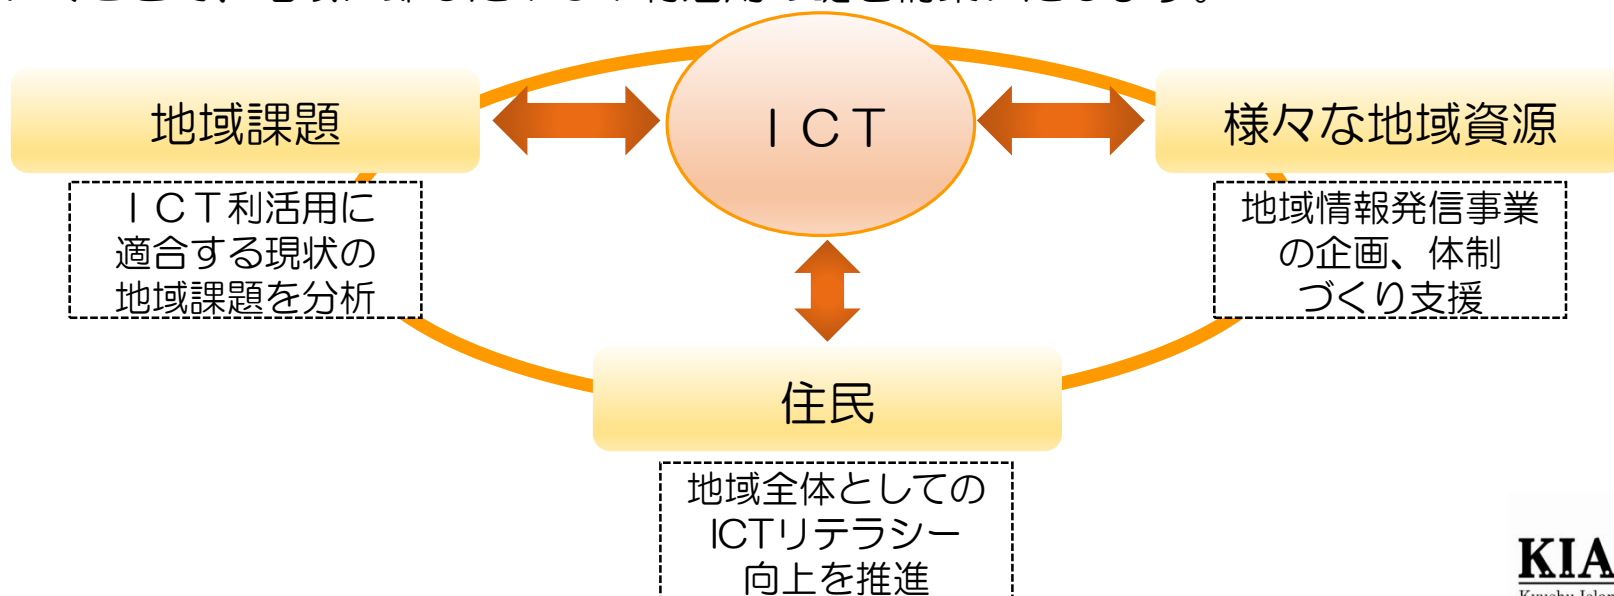 地域課題
ＩＣＴ
様々な地域資源
ＩＣＴ利活用に
適合する現状の
地域課題を分析
地域情報発信事業
の企画、体制
づくり支援
住民
地域全体としての
ICTリテラシー
向上を推進
KIA